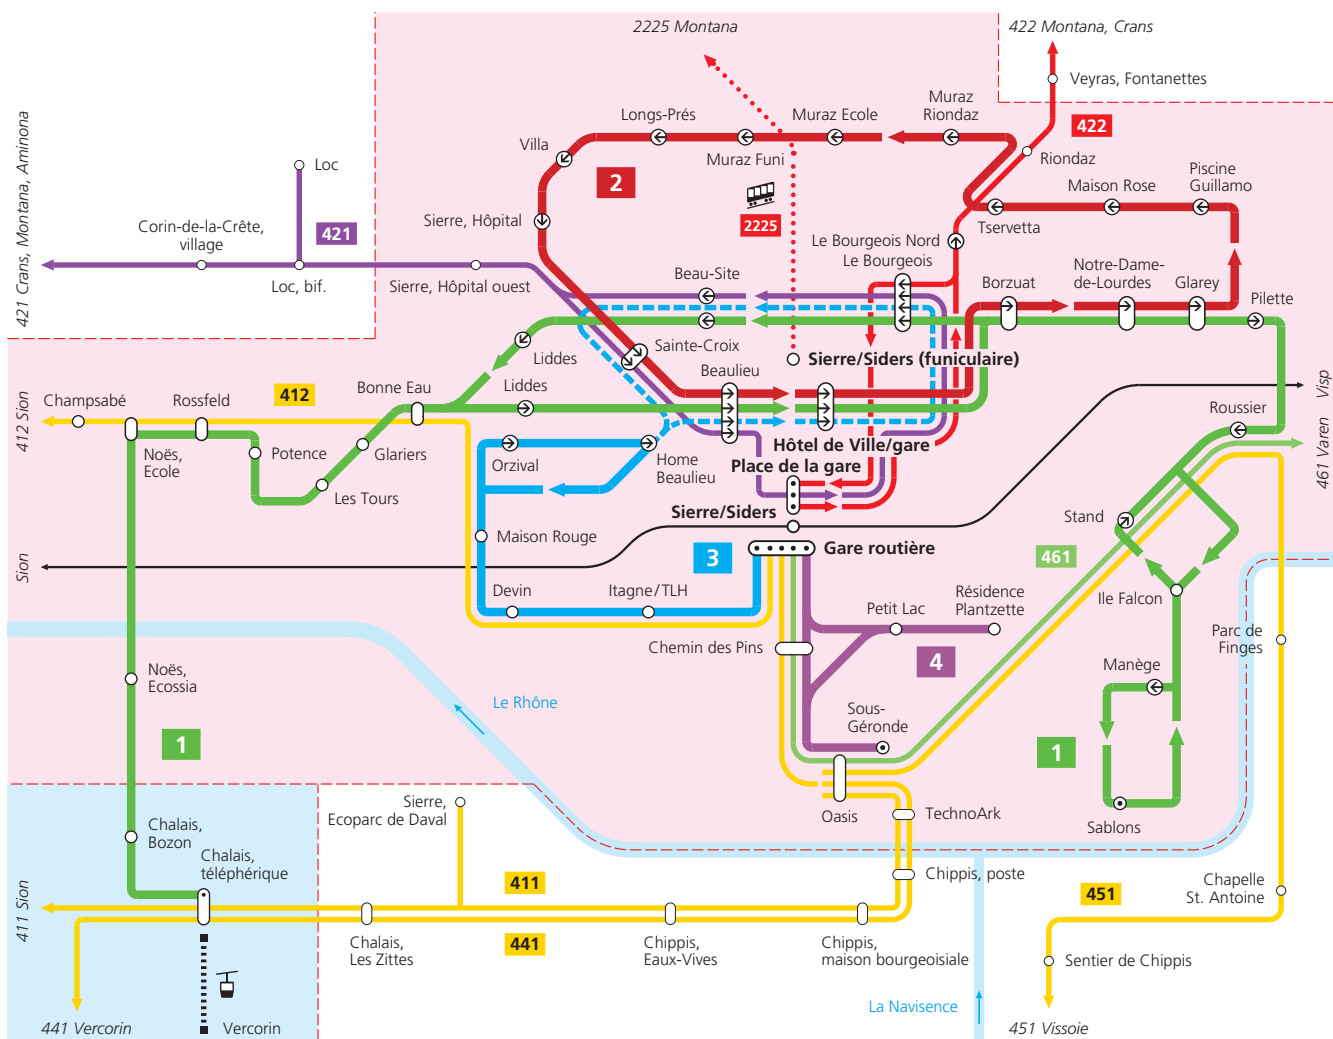 2225 Montana
422 Montana, Crans
Veyras, Fontanettes
422
Riondaz
Muraz
Riondaz
Muraz Ecole
Longs-Prés
Muraz Funi
Villa
2
2225
Sierre, Hôpital
Piscine
Guillamo
Maison Rose
Tservetta
421 Crans, Montana, Aminona
Loc
Corin-de-la-Crête,
village
421
Loc, bif.
Sierre, Hôpital ouest
Le Bourgeois Nord
Le Bourgeois
Beau-Site
Borzuat
Notre-Dame-
de-Lourdes
Glarey
Pilette
Liddes
Sainte-Croix
Sierre/Siders (funiculaire)
Beaulieu
Liddes
Bonne Eau
412
Rossfeld
Champsabé
412 Sion
Visp
Roussier
461 Varen
Noës,
Ecole
Potence
Glariers
Les Tours
Orzival
Home
Beaulieu
Hôtel de Ville/gare
Place de la gare
Sierre/Siders
Maison Rouge
3
Gare routière
Stand
461
Sion
Devin
Itagne/TLH
Petit Lac
Résidence
Plantzette
Ile Falcon
Chemin des Pins
4
Parc de
Finges
Manège
Noës,
Ecossia
Le Rhône
Sous-
Géronde
1
1
Sierre,
Ecoparc de Daval
Oasis
TechnoArk
Sablons
Chalais,
Bozon
Chalais,
téléphérique
Chippis, poste
411
451
Chapelle
St. Antoine
411 Sion
441
Chalais,
Les Zittes
Chippis,
Eaux-Vives
Chippis,
maison bourgeoisiale
Sentier de Chippis
La Navisence
441 Vercorin
Vercorin
451 Vissoie